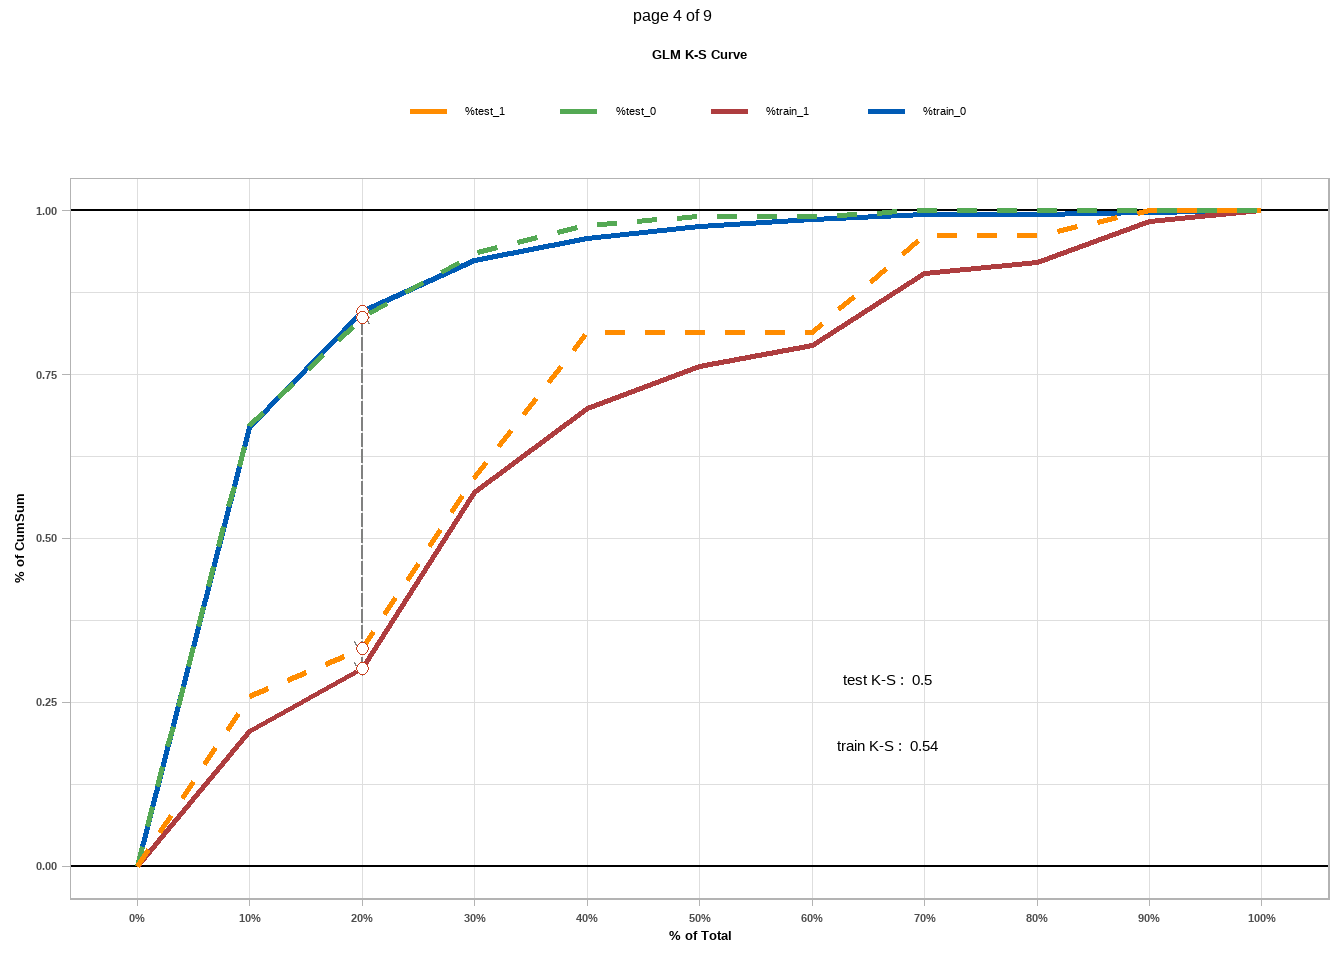 page 4 of 9
GLM K-S Curve
%test_1 %test_0 %train_1 %train_0
1.00
0.75
0.50
0.25
0.00
% of CumSum
test K-S : 0.5
train K-S : 0.54
0% 10% 20% 30% 40% 50% 60% 70% 80% 90% 100%
% of Total